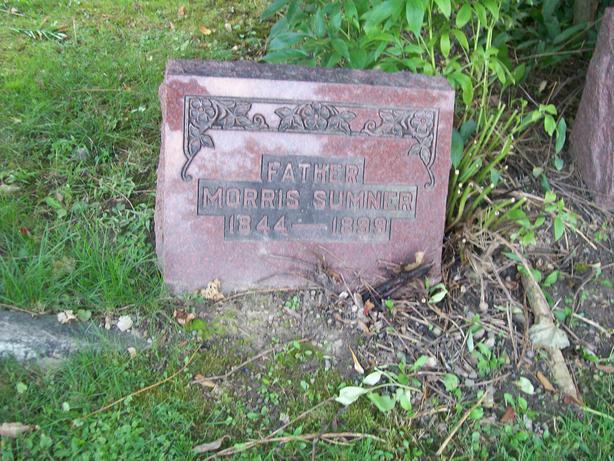 FATHER
MORRIS SUMNER
1844 — 1899